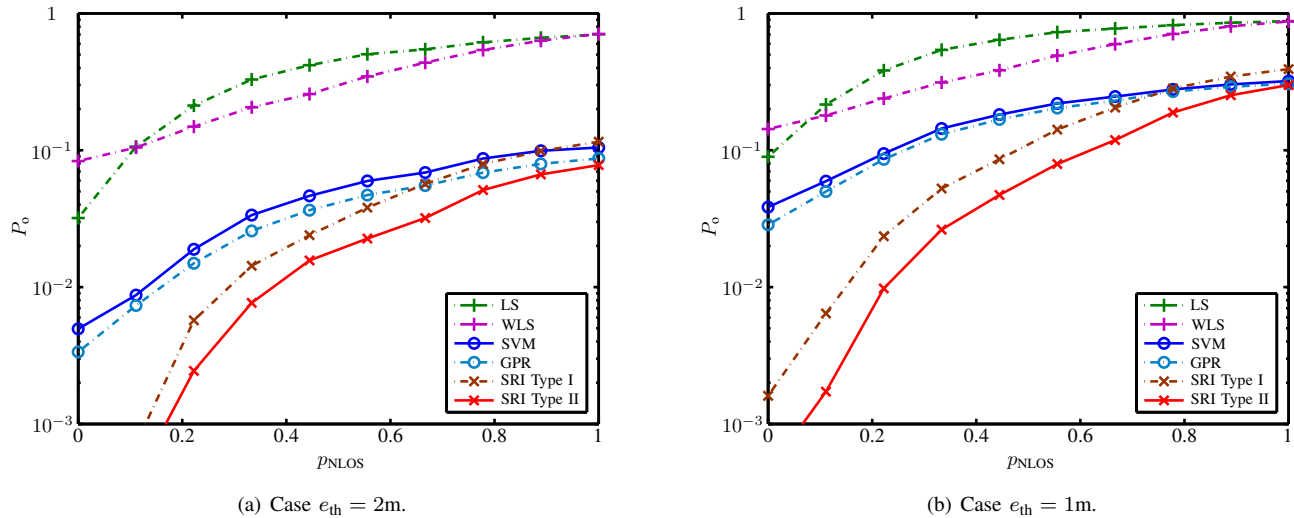 1
10⁻¹
10⁻²
10⁻³
Pₒ
0
0.2
0.4
0.6
0.8
1
p_NLOS
LS
WLS
SVM
GPR
SRI Type I
SRI Type II
(a) Case e_th = 2m.
1
10⁻¹
10⁻²
10⁻³
Pₒ
0
0.2
0.4
0.6
0.8
1
p_NLOS
LS
WLS
SVM
GPR
SRI Type I
SRI Type II
(b) Case e_th = 1m.